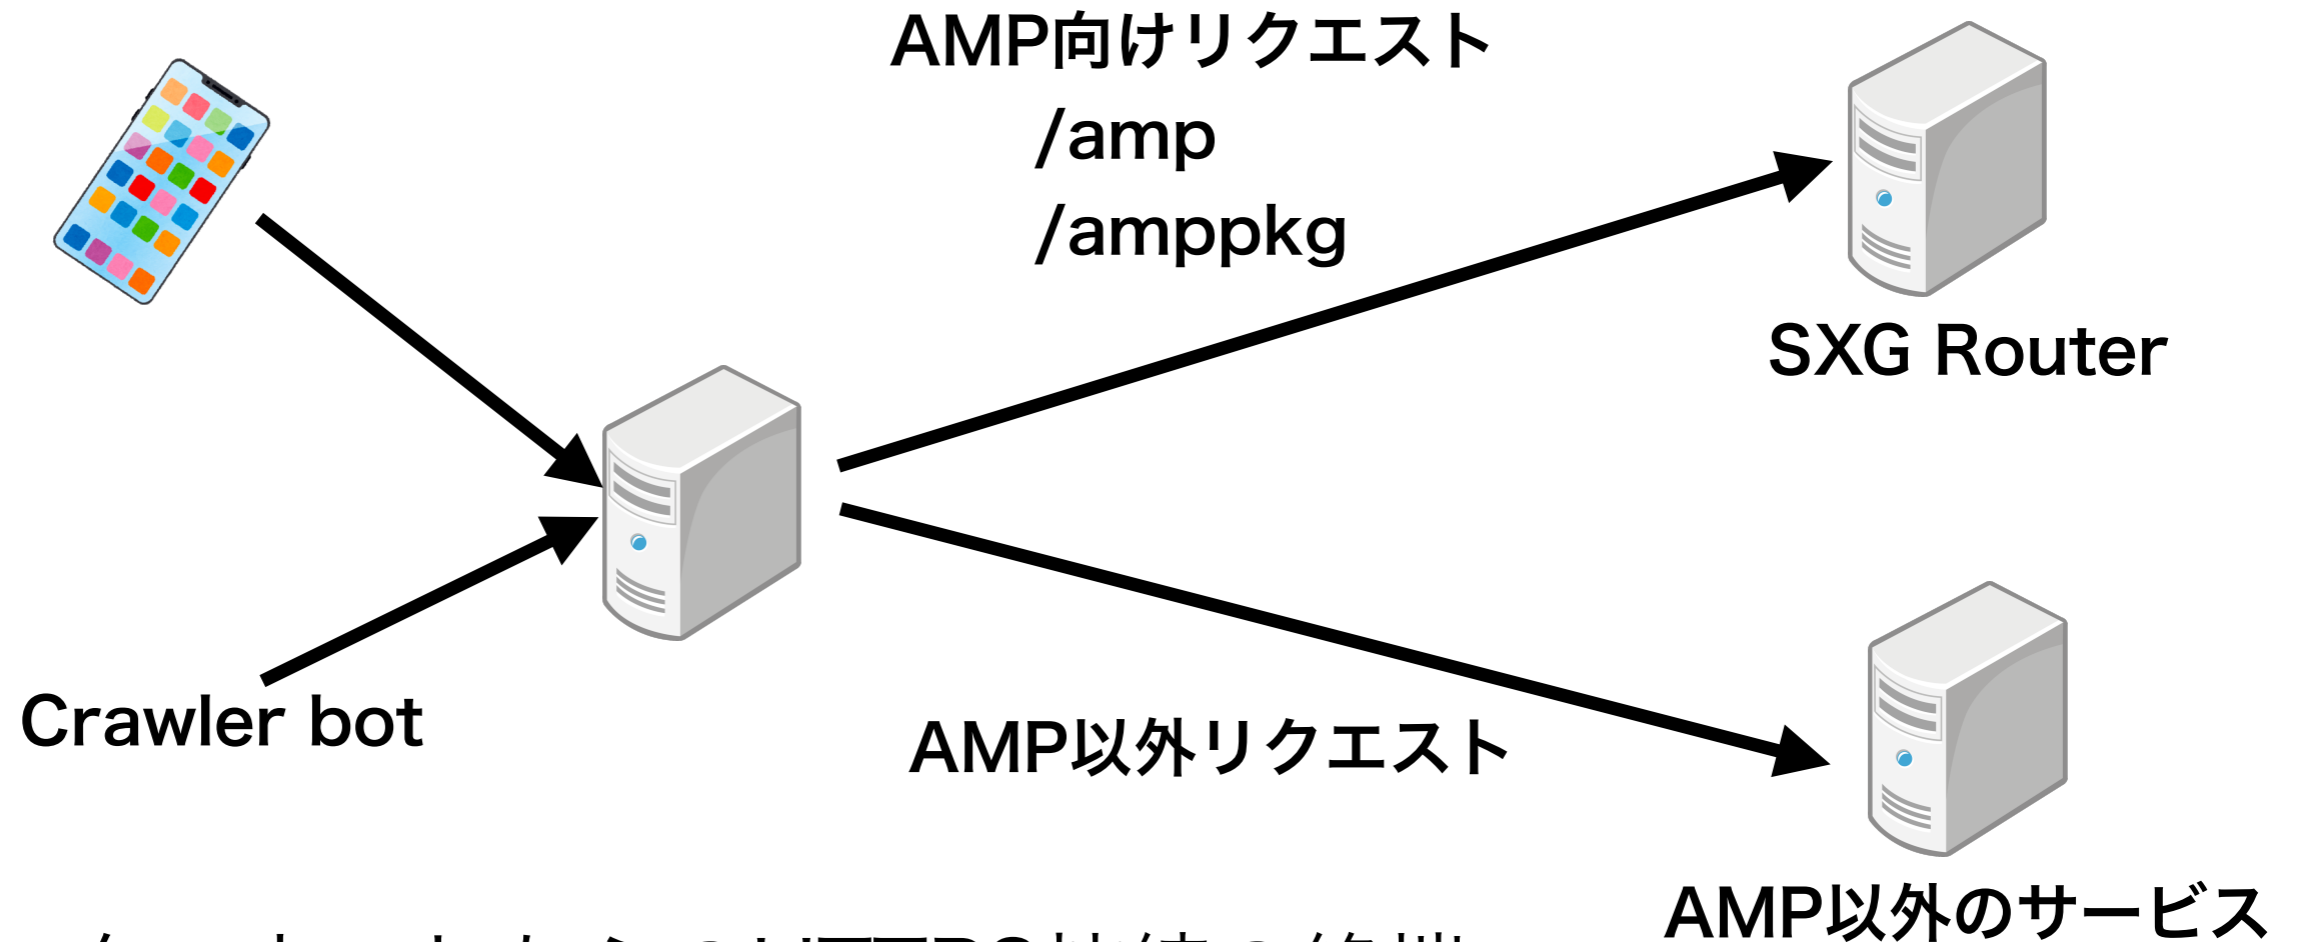 AMP向けリクエスト
/amp
/amppkg
SXG Router
Crawler bot
AMP以外リクエスト
AMP以外のサービス